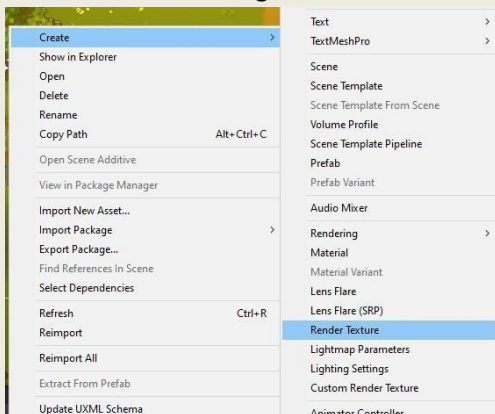 Create >
Show in Explorer
Open
Delete
Rename
Copy Path Alt+Ctrl+C
Open Scene Additive
View in Package Manager
Import New Asset...
Import Package >
Export Package...
Find References In Scene
Select Dependencies
Refresh Ctrl+R
Reimport
Reimport All
Extract From Prefab
Update UXML Schema
Text >
TextMeshPro >
Scene
Scene Template
Scene Template From Scene
Volume Profile
Scene Template Pipeline
Prefab
Prefab Variant
Audio Mixer
Rendering >
Material
Material Variant
Lens Flare
Lens Flare (SRP)
Render Texture
Lightmap Parameters
Lighting Settings
Custom Render Texture
Animator Controller